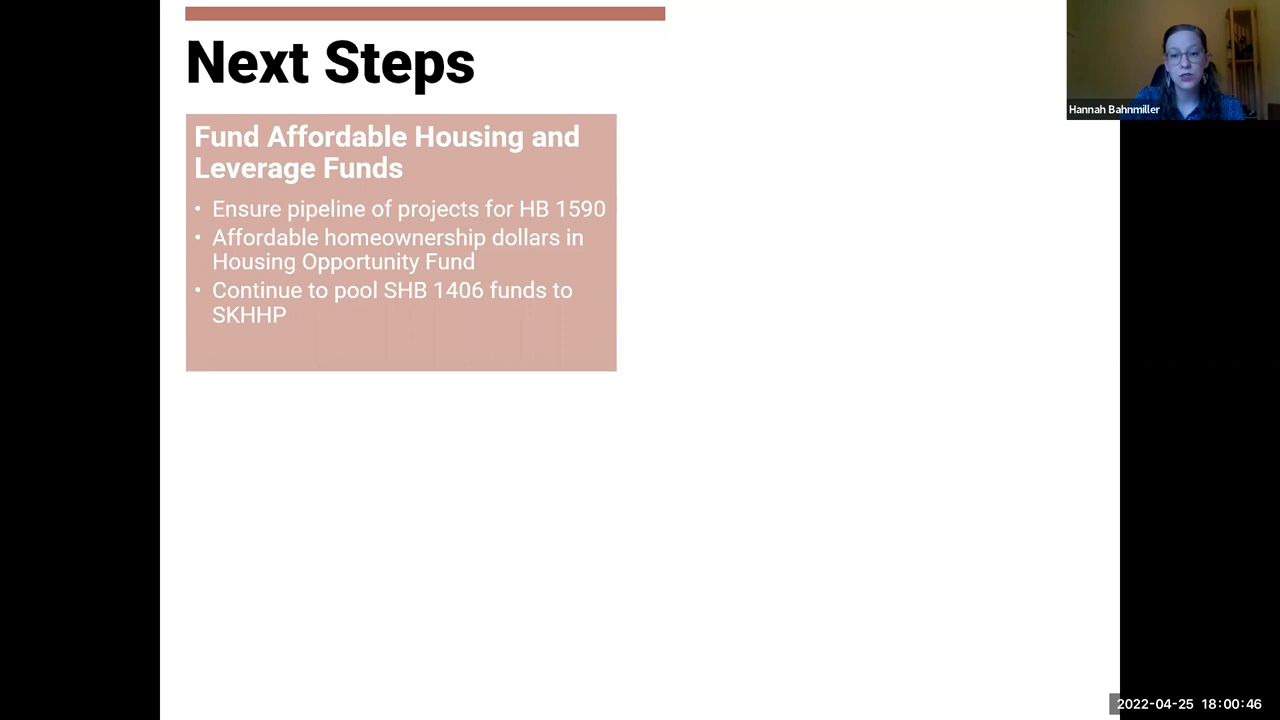 Next Steps
Fund Affordable Housing and
Leverage Funds
• Ensure pipeline of projects for HB 1590
• Affordable homeownership dollars in
Housing Opportunity Fund
• Continue to pool SHB 1406 funds to
SKHHP
Hannah Bahnmiller
2022-04-25 18:00:46